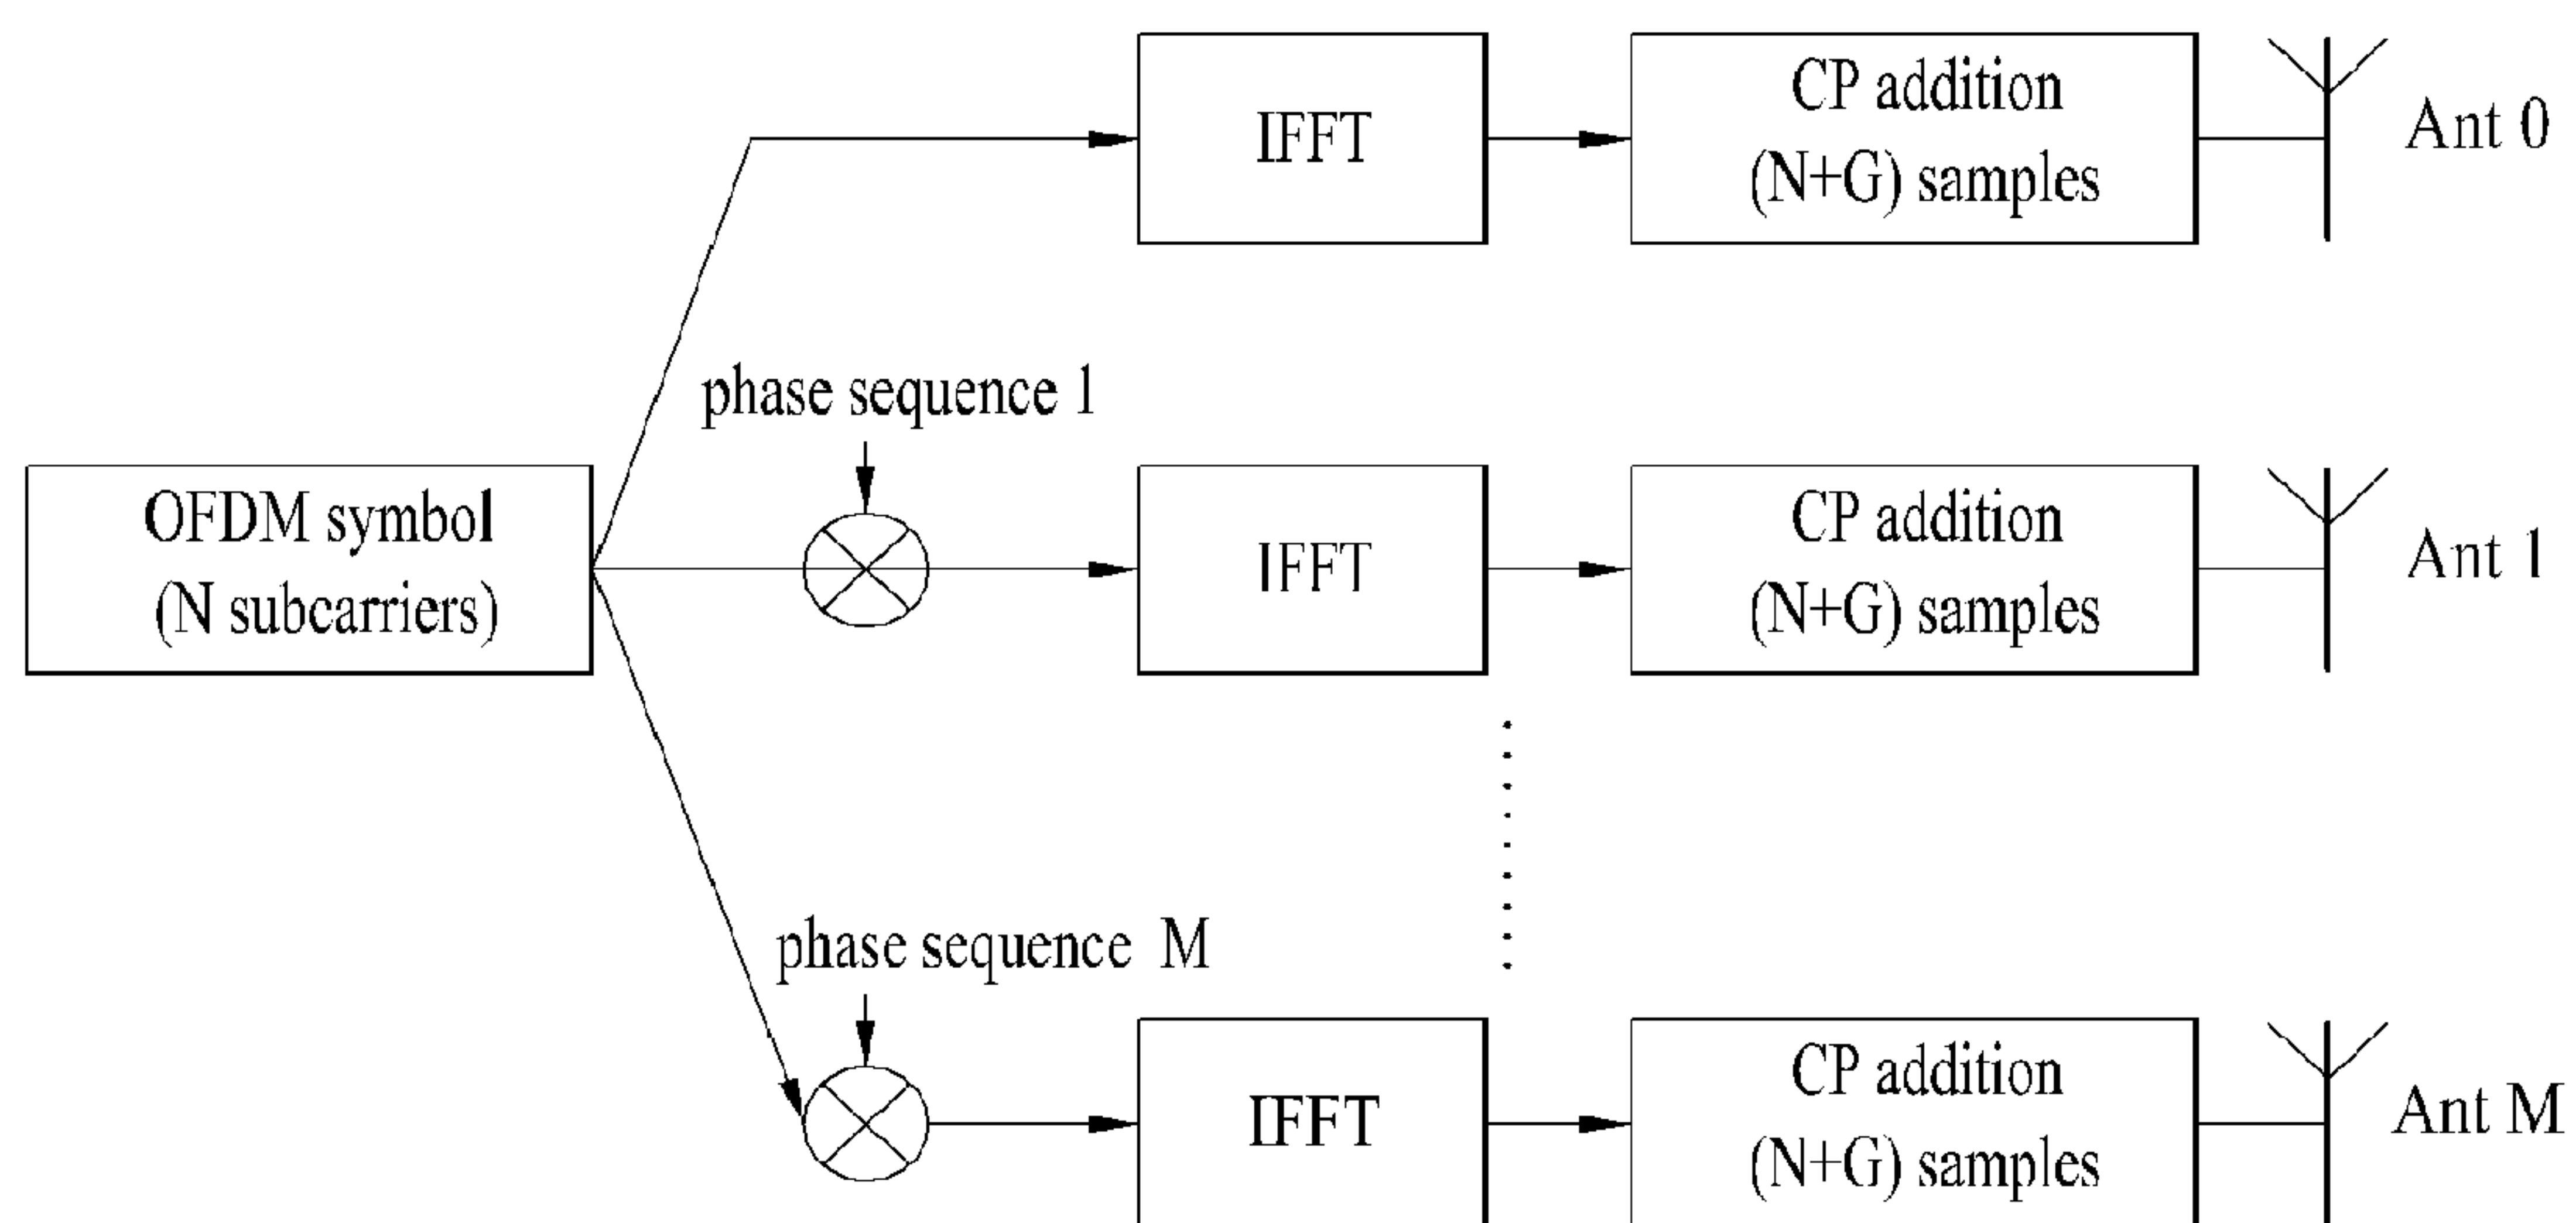 IFFT
CP addition
(N+G) samples
Ant 0
phase sequence 1
OFDM symbol
(N subcarriers)
IFFT
CP addition
(N+G) samples
Ant 1
phase sequence M
IFFT
CP addition
(N+G) samples
Ant M